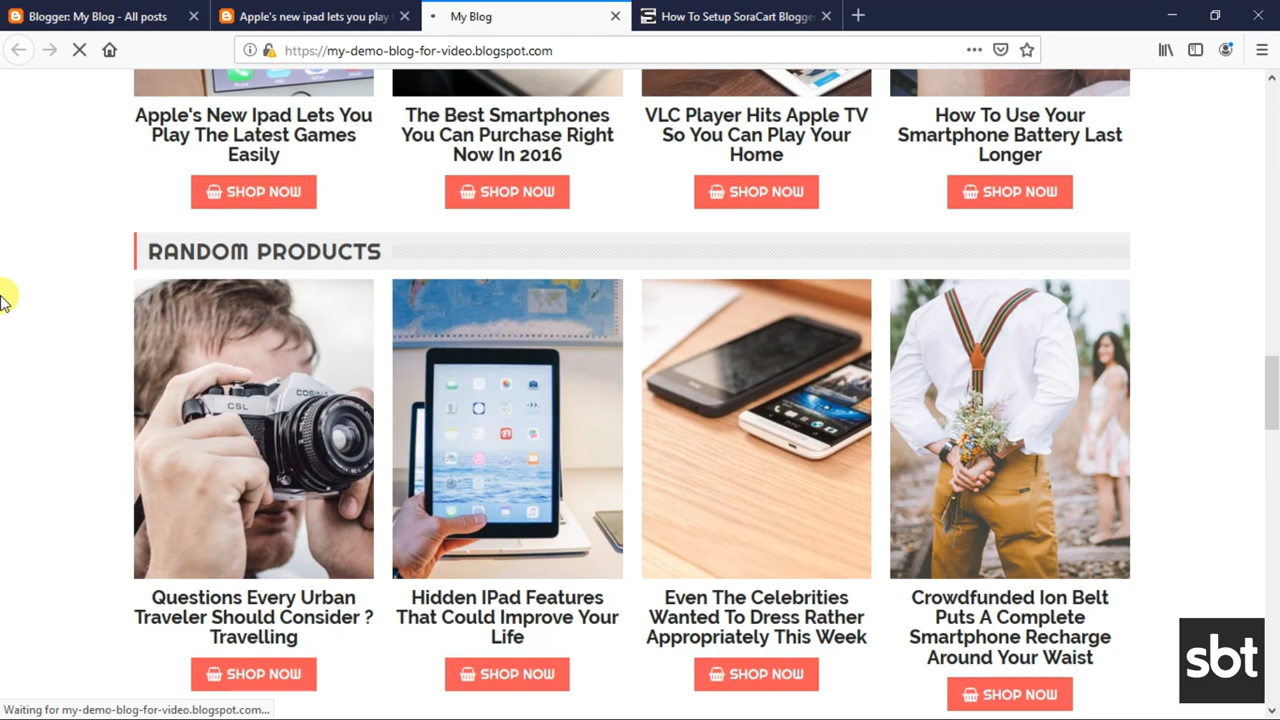 Blogger: My Blog - All posts
Apple's new ipad lets you play
My Blog
How To Setup SoraCart Blogge
https://my-demo-blog-for-video.blogspot.com
Apple's New Ipad Lets You
Play The Latest Games
Easily
SHOP NOW
The Best Smartphones
You Can Purchase Right
Now In 2016
SHOP NOW
VLC Player Hits Apple TV
So You Can Play Your
Home
SHOP NOW
How To Use Your
Smartphone Battery Last
Longer
SHOP NOW
RANDOM PRODUCTS
CSL
COSINA
Questions Every Urban
Traveler Should Consider ?
Travelling
SHOP NOW
Hidden IPad Features
That Could Improve Your
Life
SHOP NOW
Even The Celebrities
Wanted To Dress Rather
Appropriately This Week
SHOP NOW
Crowdfunded Ion Belt
Puts A Complete
Smartphone Recharge
Around Your Waist
SHOP NOW
sbt
Waiting for my-demo-blog-for-video.blogspot.com...